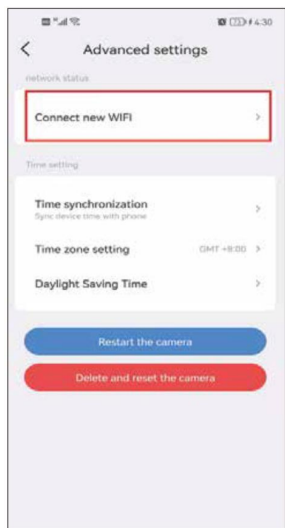 4:30
Advanced settings
network status
Connect new WIFI
Time setting
Time synchronization
Sync device time with phone
Time zone setting GMT +8:00
Daylight Saving Time
Restart the camera
Delete and reset the camera